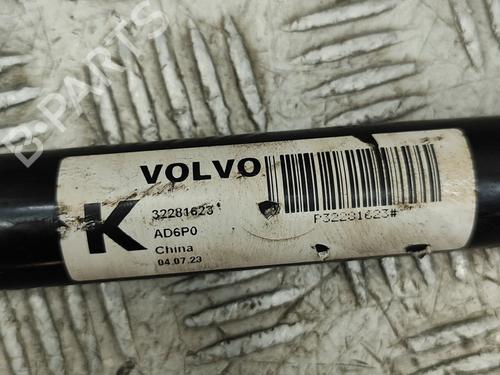 VOLVO
K
32281623
AD6P0
China
04.07.23
P32281623#
B-PARTS